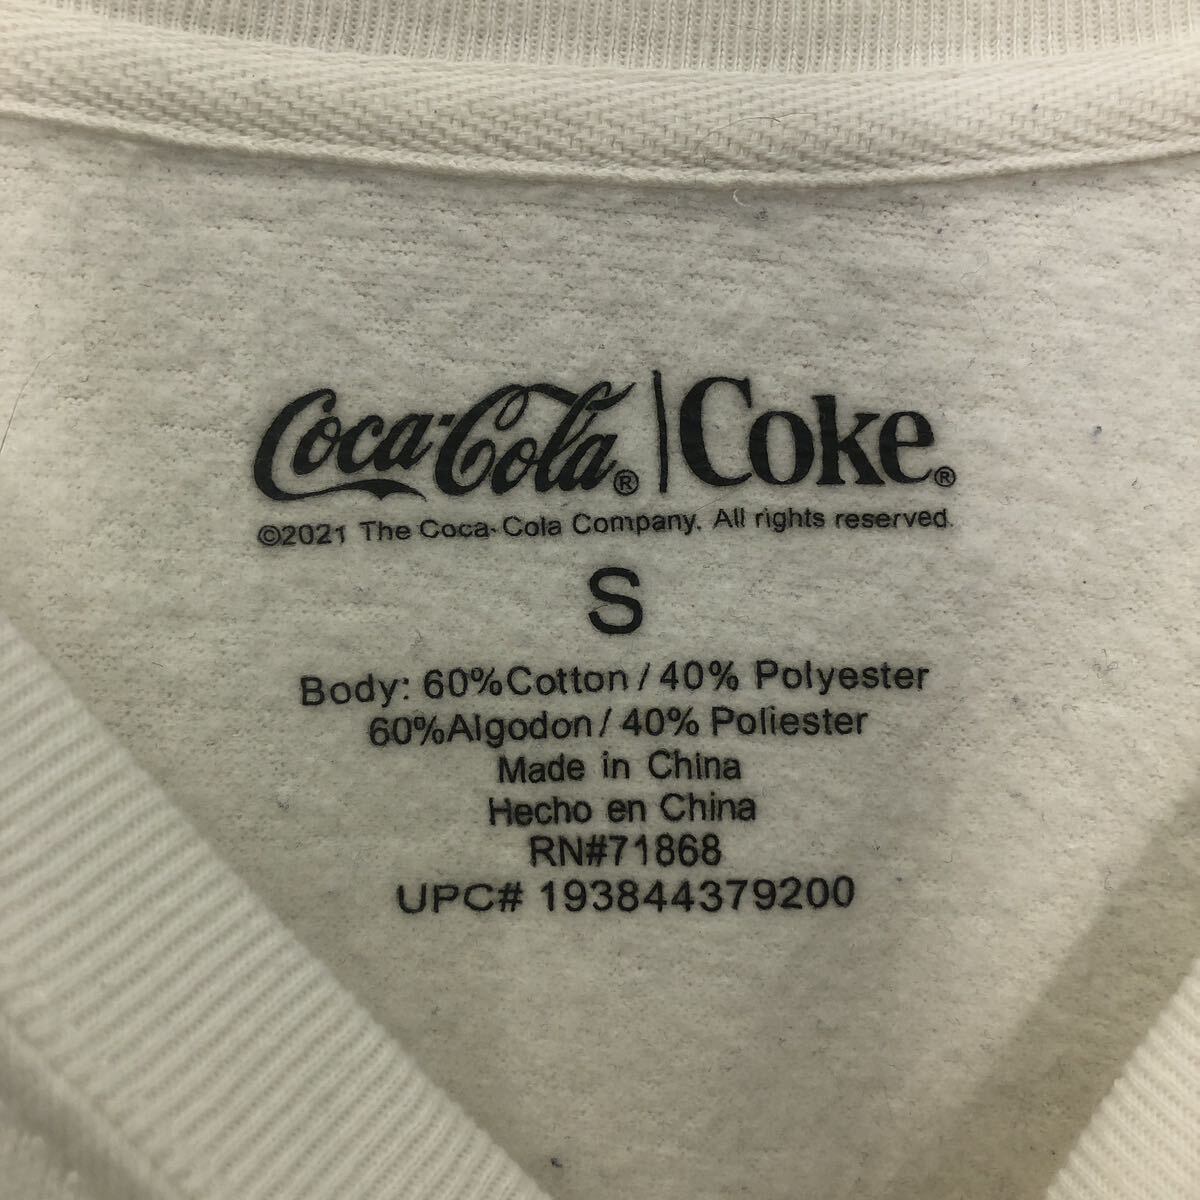 Coca-Cola® | Coke®
©2021 The Coca-Cola Company. All rights reserved.
S
Body: 60%Cotton / 40% Polyester
60%Algodon / 40% Poliester
Made in China
Hecho en China
RN#71868
UPC# 193844379200